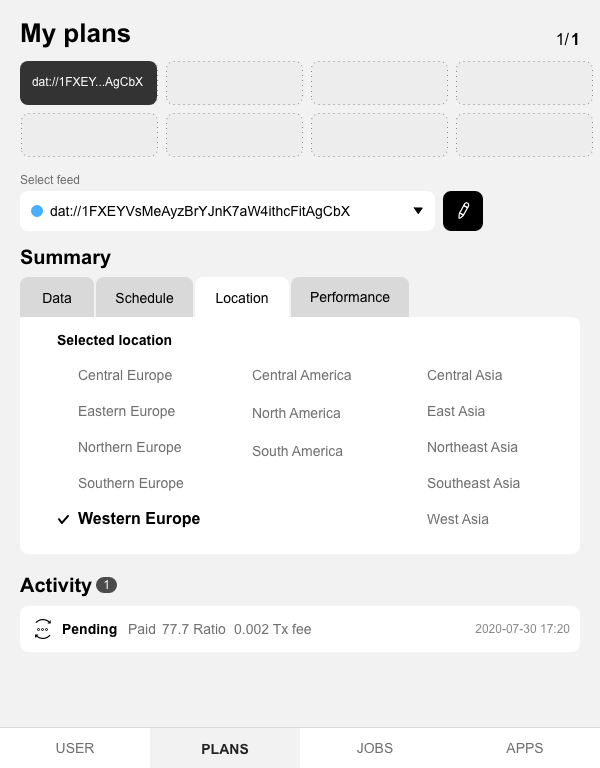 My plans
1/1
dat://1FXEY...AgCbX
Select feed
dat://1FXEYVsMeAyzBrYJnK7aW4ithcFitAgCbX
Summary
Data Schedule Location Performance
Selected location
Central Europe Central America Central Asia
Eastern Europe North America East Asia
Northern Europe South America Northeast Asia
Southern Europe Southeast Asia
Western Europe West Asia
Activity 1
Pending Paid 77.7 Ratio 0.002 Tx fee 2020-07-30 17:20
USER PLANS JOBS APPS